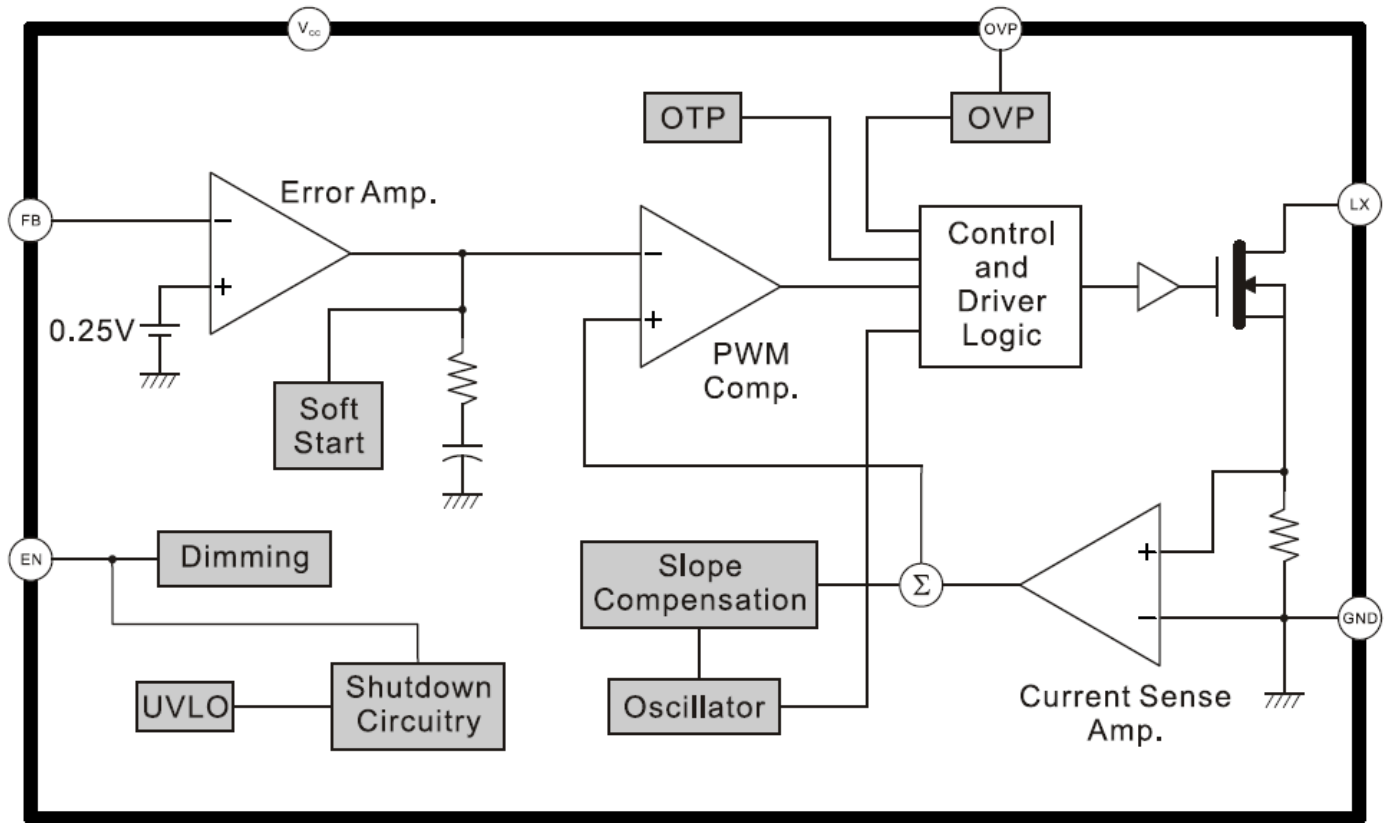 Vcc
OVP
OTP
OVP
Error Amp.
FB
LX
−
+
0.25V
−
+
PWM
Comp.
Control
and
Driver
Logic
Soft
Start
EN
Dimming
Slope
Compensation
Σ
+
−
GND
UVLO
Shutdown
Circuitry
Oscillator
Current Sense
Amp.